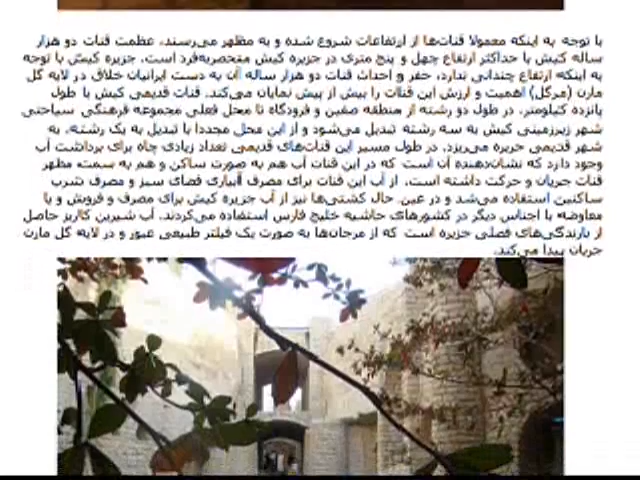 با توجه به اینکه معمولا قنات‌ها از ارتفاعات شروع شده و به مظهر می‌رسند، عظمت قنات دو هزار
ساله کیش با حداکثر ارتفاع چهل و پنج متری در جزیره کیش منحصربه‌فرد است. جزیره کیش با توجه
به اینکه ارتفاع چندانی ندارد، حفر و احداث قنات دو هزار ساله آن به دست ایرانیان خلاق در لایه گل
مارن (مرگل) اهمیت و ارزش این قنات را بیش از پیش نمایان می‌کند. قنات قدیمی کیش با طول
پانزده کیلومتر، در طول دو رشته از منطقه صفین و فرودگاه تا محل فعلی مجموعه فرهنگی سیاحتی
شهر زیرزمینی کیش به سه رشته تبدیل می‌شود و از این محل مجددا با تبدیل به یک رشته، به
شهر قدیمی حریره می‌ریزد. در طول مسیر این قنات‌های قدیمی تعداد زیادی چاه برای برداشت آب
وجود دارد که نشان‌دهنده آن است که در این قنات آب هم به صورت ساکن و هم به سمت مظهر
قنات جریان و حرکت داشته است. از آب این قنات برای مصرف آبیاری فضای سبز و مصرف شرب
ساکنین استفاده می‌شد و در عین حال کشتی‌ها نیز از آب جزیره کیش برای مصرف و فروش و یا
معاوضه با اجناس دیگر در کشورهای حاشیه خلیج فارس استفاده می‌کردند. آب شیرین کاریز حاصل
از بارندگی‌های فصلی جزیره است که از مرجان‌ها به صورت یک فیلتر طبیعی عبور و در لایه گل مارن
جریان پیدا می‌کند.